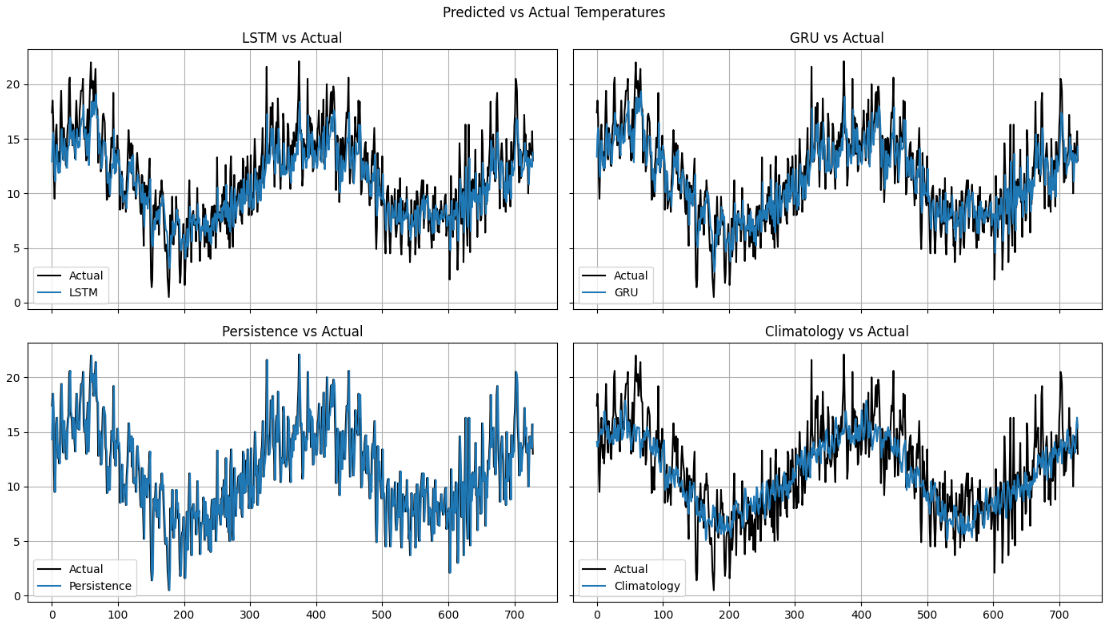 Predicted vs Actual Temperatures
LSTM vs Actual
GRU vs Actual
20
15
10
5
0
Actual
LSTM
Actual
GRU
Persistence vs Actual
Climatology vs Actual
20
15
10
5
0
Actual
Persistence
Actual
Climatology
0 100 200 300 400 500 600 700
0 100 200 300 400 500 600 700